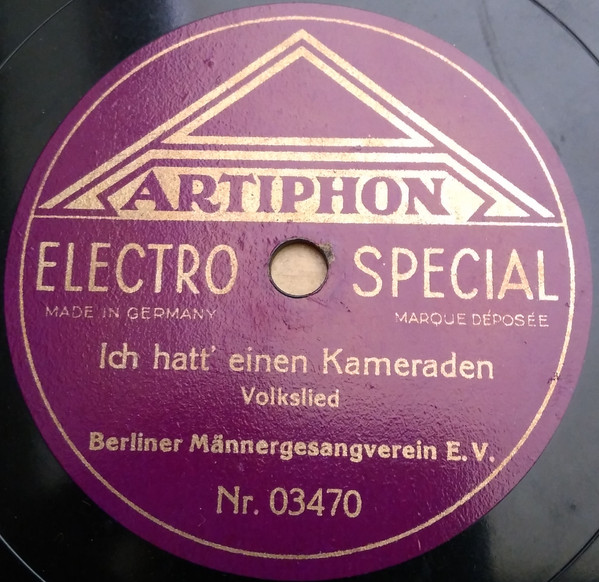 ARTIPHON
ELECTRO SPECIAL
MADE IN GERMANY MARQUE DÉPOSÉE
Ich hatt' einen Kameraden
Volkslied
Berliner Männergesangverein E.V.
Nr. 03470